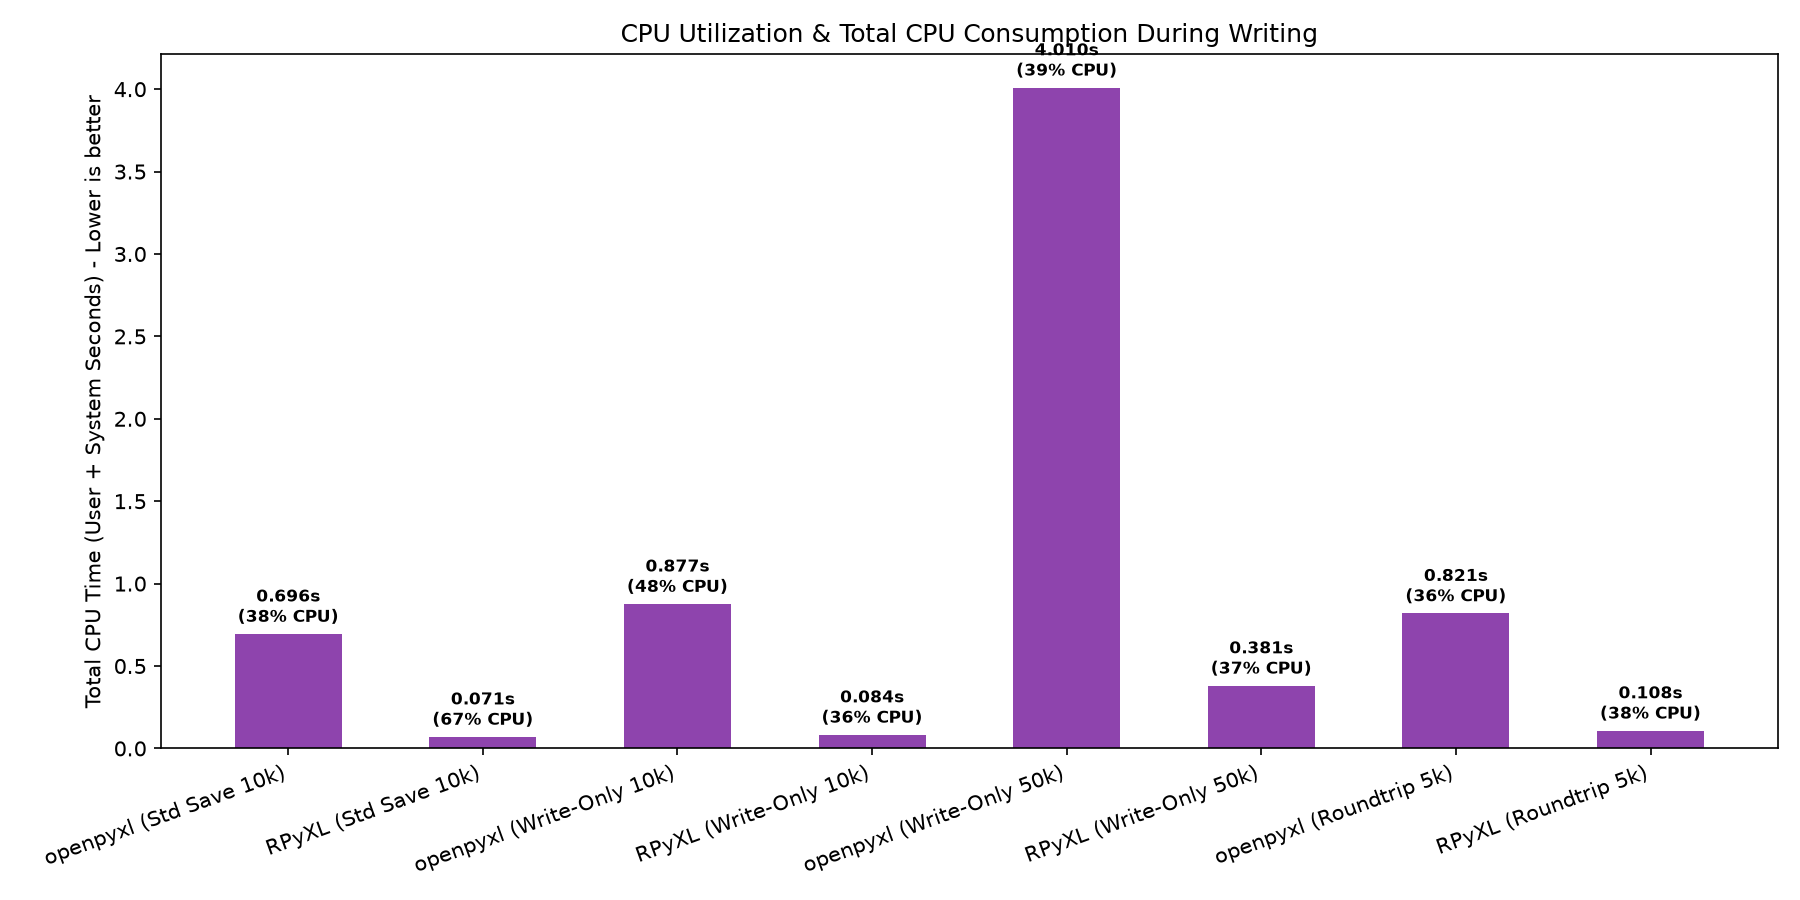 CPU Utilization & Total CPU Consumption During Writing
Total CPU Time (User + System Seconds) - Lower is better
4.0
3.5
3.0
2.5
2.0
1.5
1.0
0.5
0.0
0.696s
(38% CPU)
0.071s
(67% CPU)
0.877s
(48% CPU)
0.084s
(36% CPU)
4.010s
(39% CPU)
0.381s
(37% CPU)
0.821s
(36% CPU)
0.108s
(38% CPU)
openpyxl (Std Save 10k)
RPyXL (Std Save 10k)
openpyxl (Write-Only 10k)
RPyXL (Write-Only 10k)
openpyxl (Write-Only 50k)
RPyXL (Write-Only 50k)
openpyxl (Roundtrip 5k)
RPyXL (Roundtrip 5k)